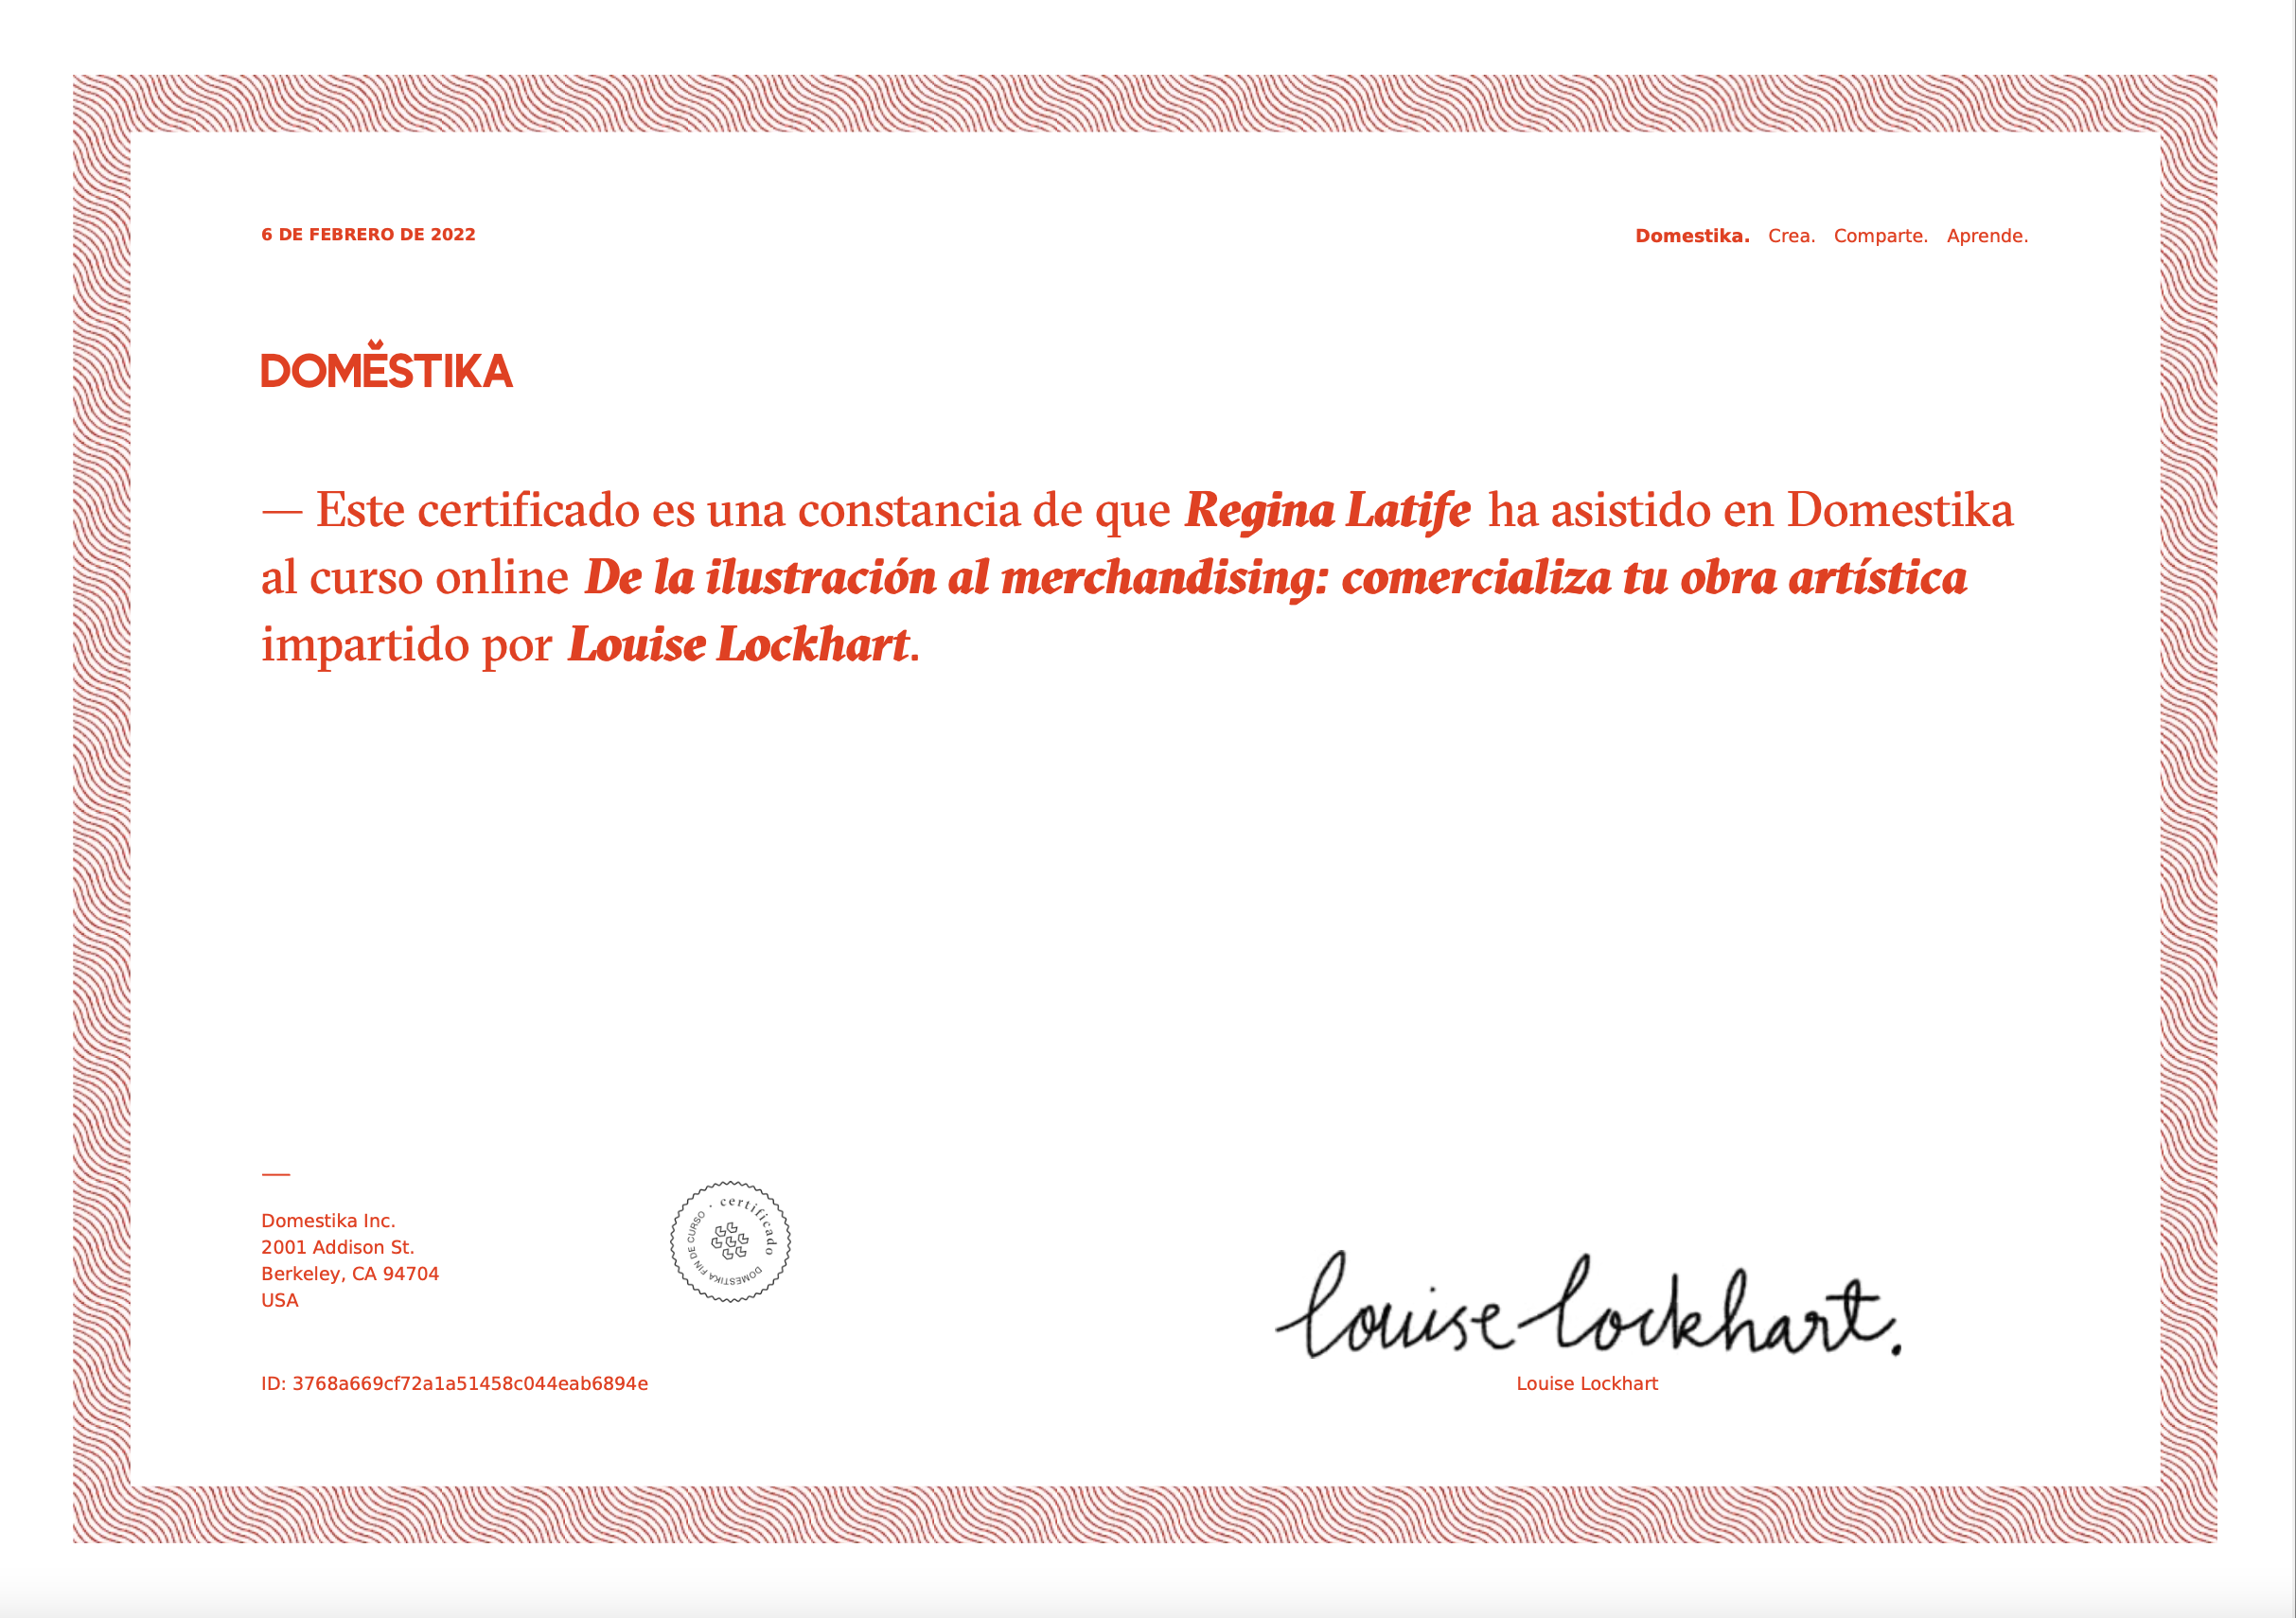 6 DE FEBRERO DE 2022
Domestika. Crea. Comparte. Aprende.
DOMĔSTIKA
— Este certificado es una constancia de que Regina Latife ha asistido en Domestika
al curso online De la ilustración al merchandising: comercializa tu obra artística
impartido por Louise Lockhart.
—
Domestika Inc.
2001 Addison St.
Berkeley, CA 94704
USA
· certificado
DOMESTIKA FIN DE CURSO
louise lockhart.
ID: 3768a669cf72a1a51458c044eab6894e
Louise Lockhart